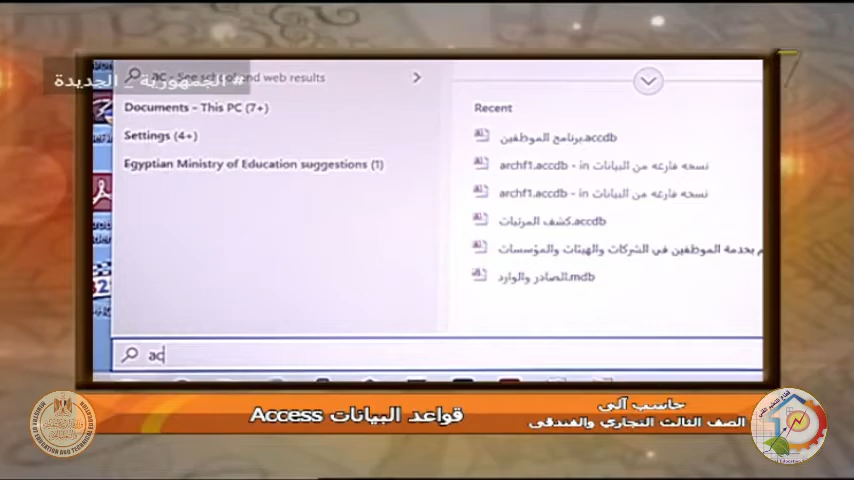 # الجمهورية _ الجديدة
ac - See school and web results
Documents - This PC (7+)
Settings (4+)
Egyptian Ministry of Education suggestions (1)
Recent
برنامج الموظفين.accdb
نسخه فارغه من البيانات archf1.accdb - in
نسخه فارغه من البيانات archf1.accdb - in
كشف المرتبات.accdb
م بخدمة الموظفين في الشركات والهيئات والمؤسسات
الصادر والوارد.mdb
ac
قواعد البيانات Access
حاسب آلى
الصف الثالث التجاري والفندقى